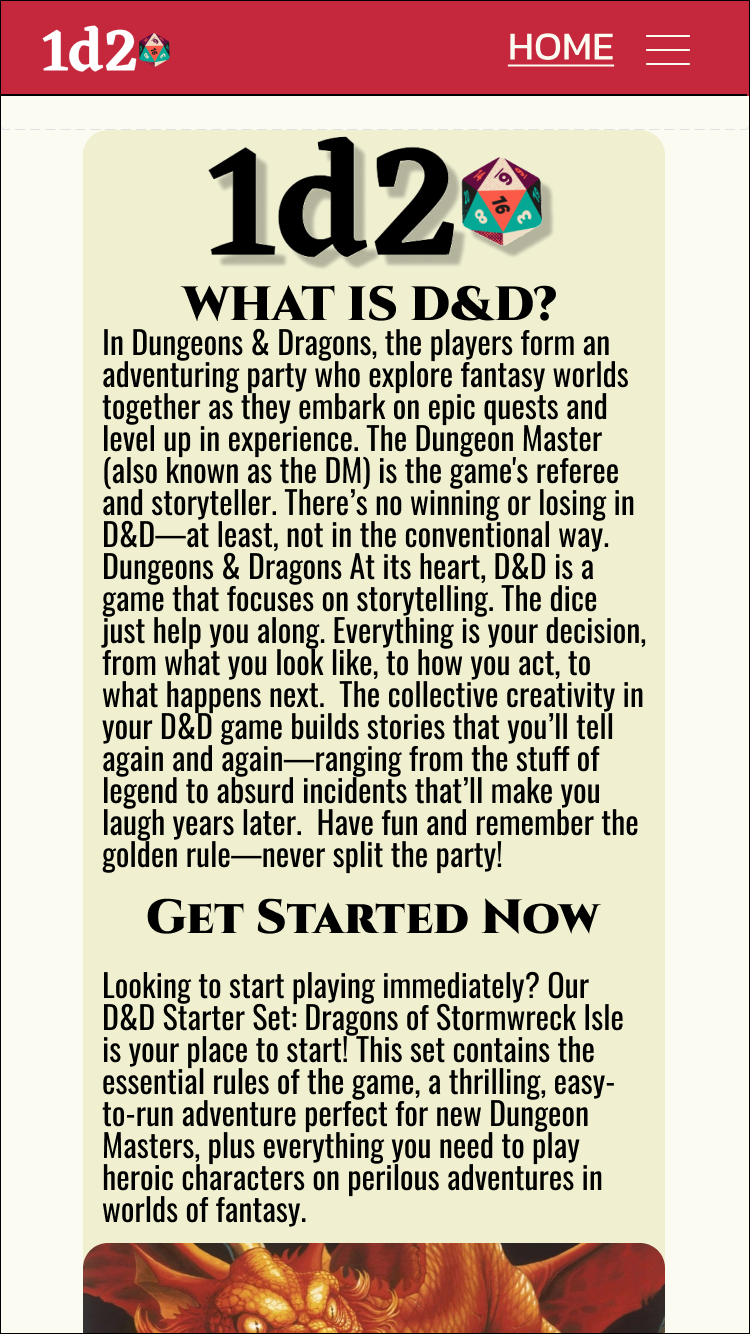 1d2
HOME
1d2
16
8
3
9
WHAT IS D&D?
In Dungeons & Dragons, the players form an
adventuring party who explore fantasy worlds
together as they embark on epic quests and
level up in experience. The Dungeon Master
(also known as the DM) is the game's referee
and storyteller. There’s no winning or losing in
D&D—at least, not in the conventional way.
Dungeons & Dragons At its heart, D&D is a
game that focuses on storytelling. The dice
just help you along. Everything is your decision,
from what you look like, to how you act, to
what happens next.  The collective creativity in
your D&D game builds stories that you’ll tell
again and again—ranging from the stuff of
legend to absurd incidents that’ll make you
laugh years later.  Have fun and remember the
golden rule—never split the party!
Get Started Now
Looking to start playing immediately? Our
D&D Starter Set: Dragons of Stormwreck Isle
is your place to start! This set contains the
essential rules of the game, a thrilling, easy-
to-run adventure perfect for new Dungeon
Masters, plus everything you need to play
heroic characters on perilous adventures in
worlds of fantasy.